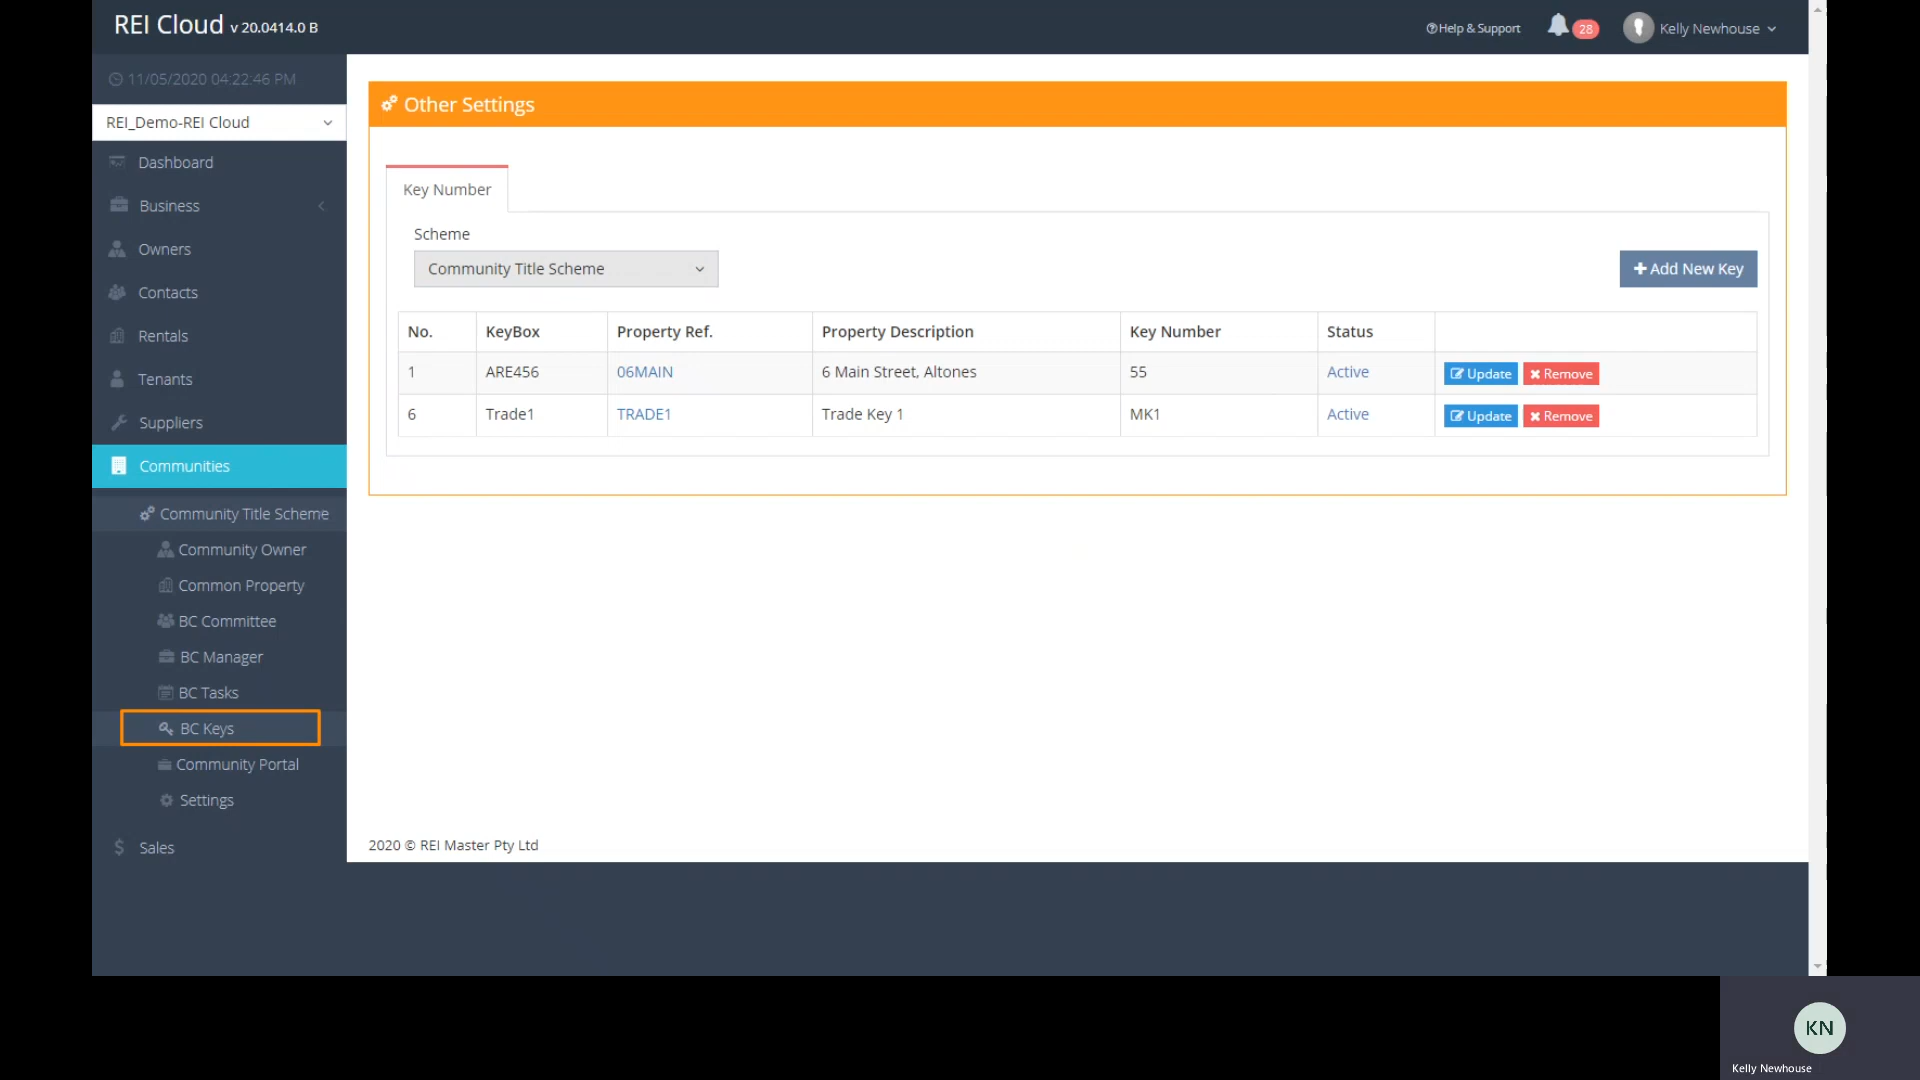 REI Cloud v 20.0414.0 B
Help & Support
28
Kelly Newhouse
11/05/2020 04:22:46 PM
REI_Demo-REI Cloud
Dashboard
Business
Owners
Contacts
Rentals
Tenants
Suppliers
Communities
Community Title Scheme
Community Owner
Common Property
BC Committee
BC Manager
BC Tasks
BC Keys
Community Portal
Settings
Sales
Other Settings
Key Number
Scheme
Community Title Scheme
Add New Key
No. KeyBox Property Ref. Property Description Key Number Status
1 ARE456 06MAIN 6 Main Street, Altones 55 Active Update Remove
6 Trade1 TRADE1 Trade Key 1 MK1 Active Update Remove
2020 © REI Master Pty Ltd
KN
Kelly Newhouse